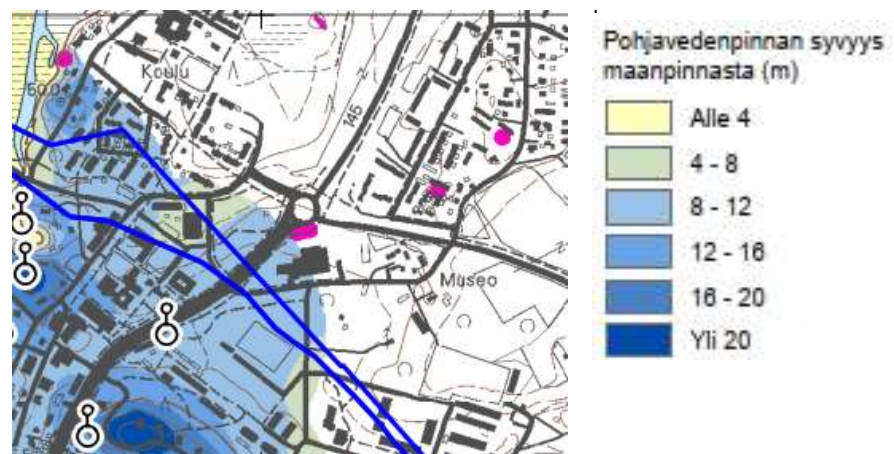 Koulu
145
Museo
Pohjavedenpinnan syvyys
maanpinnasta (m)
Alle 4
4 - 8
8 - 12
12 - 16
16 - 20
Yli 20